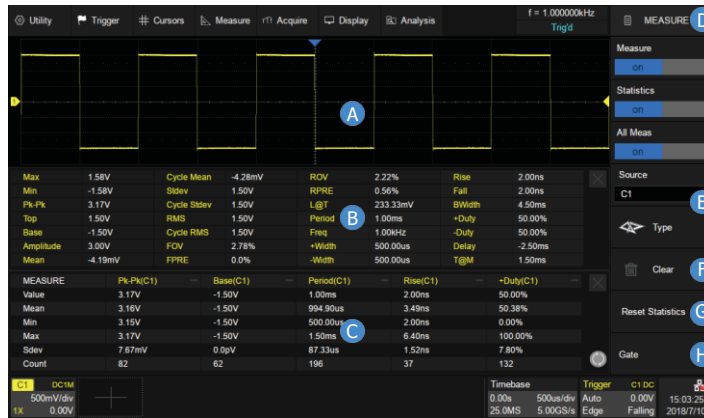 Utility Trigger Cursors Measure Acquire Display Analysis f = 1.000000kHz Trig'd MEASURE D
Measure
on
Statistics
on
All Meas
on
Source
C1
E
Type
F
Clear
G
Reset Statistics
H
Gate
A
1
Max 1.58V Cycle Mean -4.28mV ROV 2.22% Rise 2.00ns
Min -1.58V Stdev 1.50V RPRE 0.56% Fall 2.00ns
Pk-Pk 3.17V Cycle Stdev 1.50V L@T 233.33mV BWidth 4.50ms
Top 1.50V RMS 1.50V Period B 1.00ms +Duty 50.00%
Base -1.50V Cycle RMS 1.50V Freq 1.00kHz -Duty 50.00%
Amplitude 3.00V FOV 2.78% +Width 500.00us Delay -2.50ms
Mean -4.19mV FPRE 0.0% -Width 500.00us T@M 1.50ms
MEASURE Pk-Pk(C1) Base(C1) Period(C1) Rise(C1) +Duty(C1)
Value 3.17V -1.50V 1.00ms 2.00ns 50.00%
Mean 3.16V -1.50V 994.90us 3.49ns 50.38%
Min 3.15V -1.50V 500.00us 2.00ns 0.00%
Max 3.17V -1.50V 1.50ms C 6.40ns 100.00%
Sdev 7.67mV 0.0pV 87.33us 1.52ns 7.80%
Count 82 62 196 37 132
C1 DC1M
500mV/div
1X 0.00V
Timebase
0.00s 500us/div
25.0MS 5.00GS/s
Trigger C1 DC
Auto 0.00V
Edge Falling
15:03:25